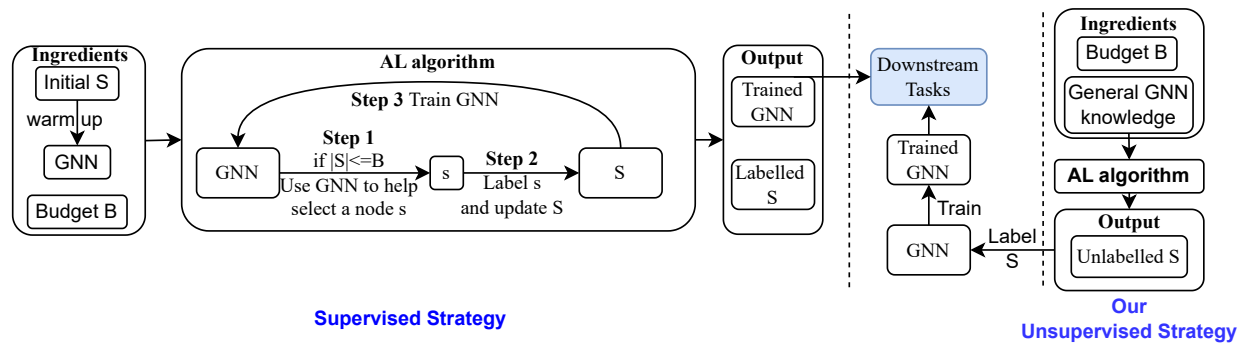 Ingredients
Initial S
warm up
GNN
Budget B
AL algorithm
Step 3 Train GNN
Step 1
if |S|<=B
Use GNN to help
select a node s
GNN
s
Step 2
Label s
and update S
S
Output
Trained
GNN
Labelled
S
Downstream
Tasks
Trained
GNN
Train
GNN
Label
S
Ingredients
Budget B
General GNN
knowledge
AL algorithm
Output
Unlabelled S
Supervised Strategy
Our
Unsupervised Strategy